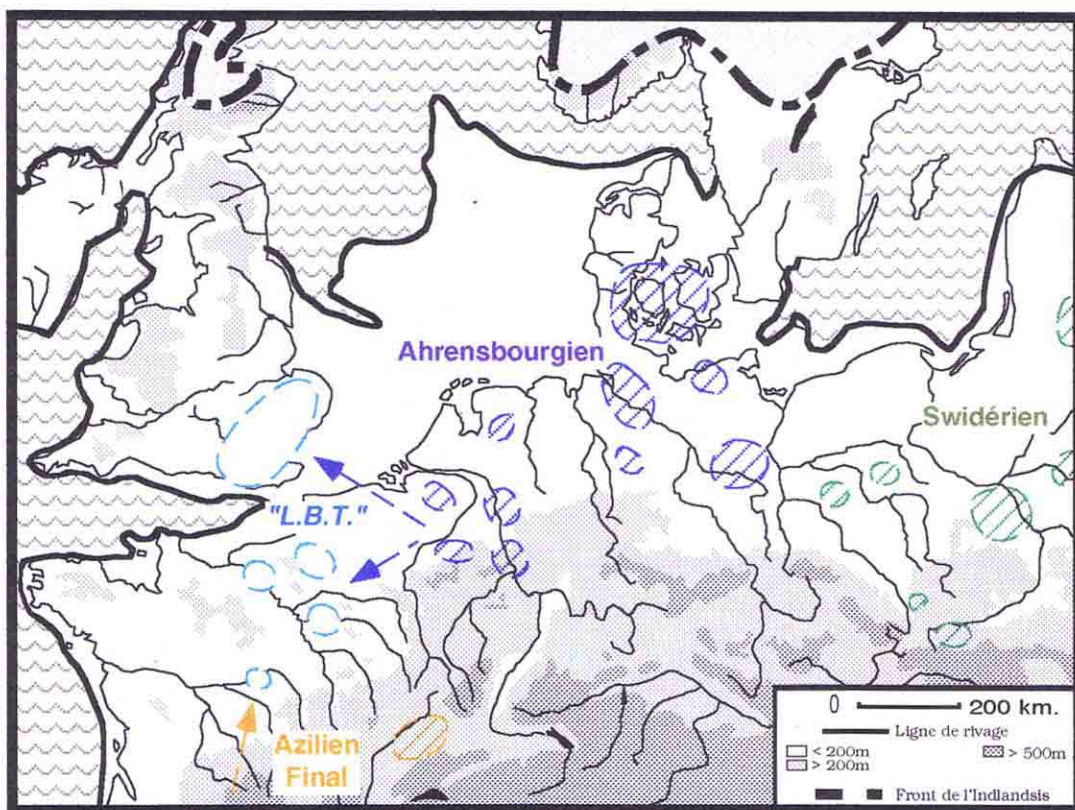 Ahrensbourgien
Swidérien
"L.B.T."
Azilien
Final
0 200 km.
Ligne de rivage
< 200m > 500m
> 200m
Front de l'Indlandsis